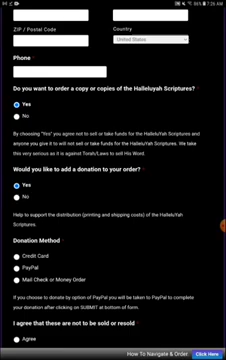 86% 7:26 AM
ZIP / Postal Code
Country
United States
Phone
Do you want to order a copy or copies of the Halleluyah Scriptures? *
Yes
No
By choosing "Yes" you agree not to sell or take funds for the HalleluYah Scriptures and
anyone you give it to will not sell or take funds for the HalleluYah Scriptures. We take
this very serious as it is against Torah/Laws to sell His Word.
Would you like to add a donation to your order? *
Yes
No
Help to support the distribution (printing and shipping costs) of the HalleluYah
Scriptures.
Donation Method *
Credit Card
PayPal
Mail Check or Money Order
If you choose to donate by option of PayPal you will be taken to PayPal to complete
your donation after clicking on SUBMIT at bottom of form.
I agree that these are not to be sold or resold *
Agree
How To Navigate & Order. Click Here